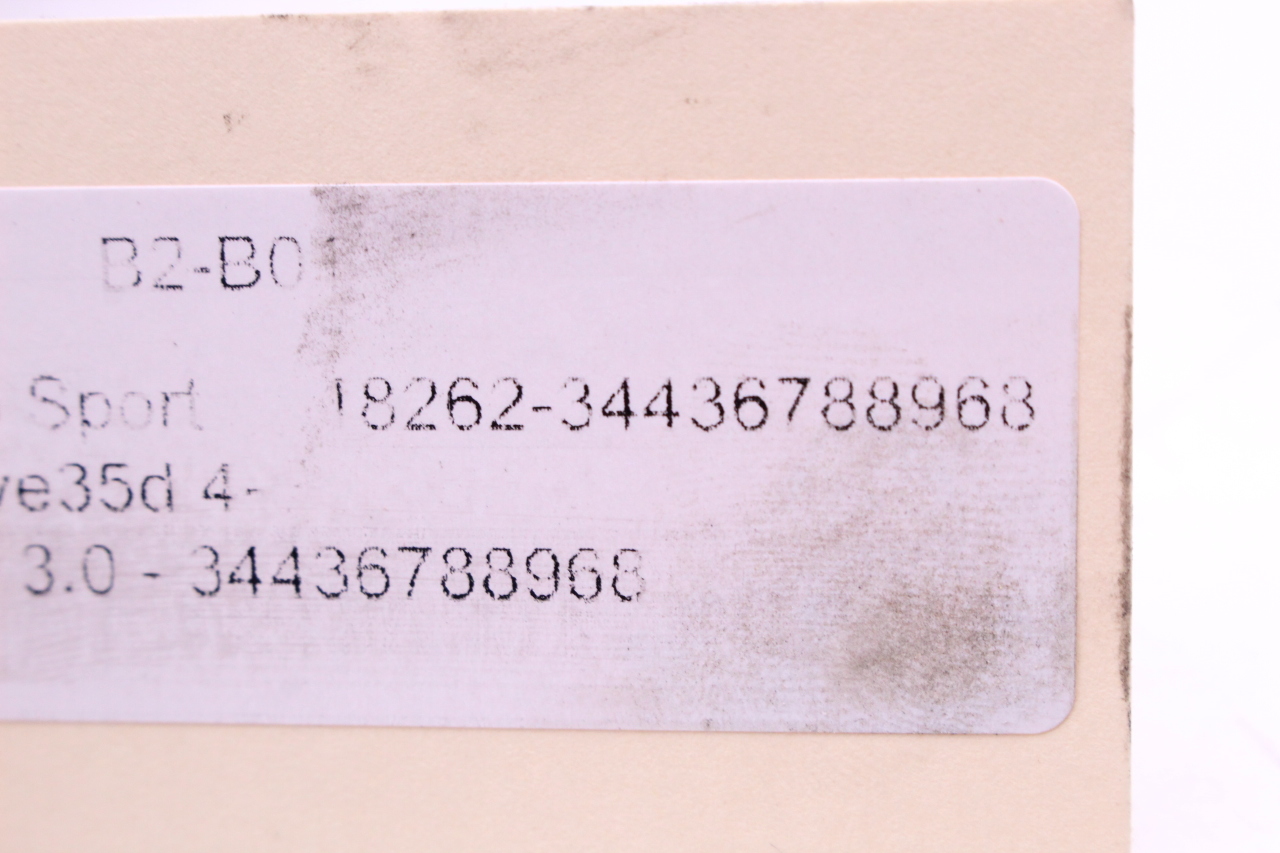 B2-B01
Sport 18262-34436788968
ve35d 4-
3.0 - 34436788968